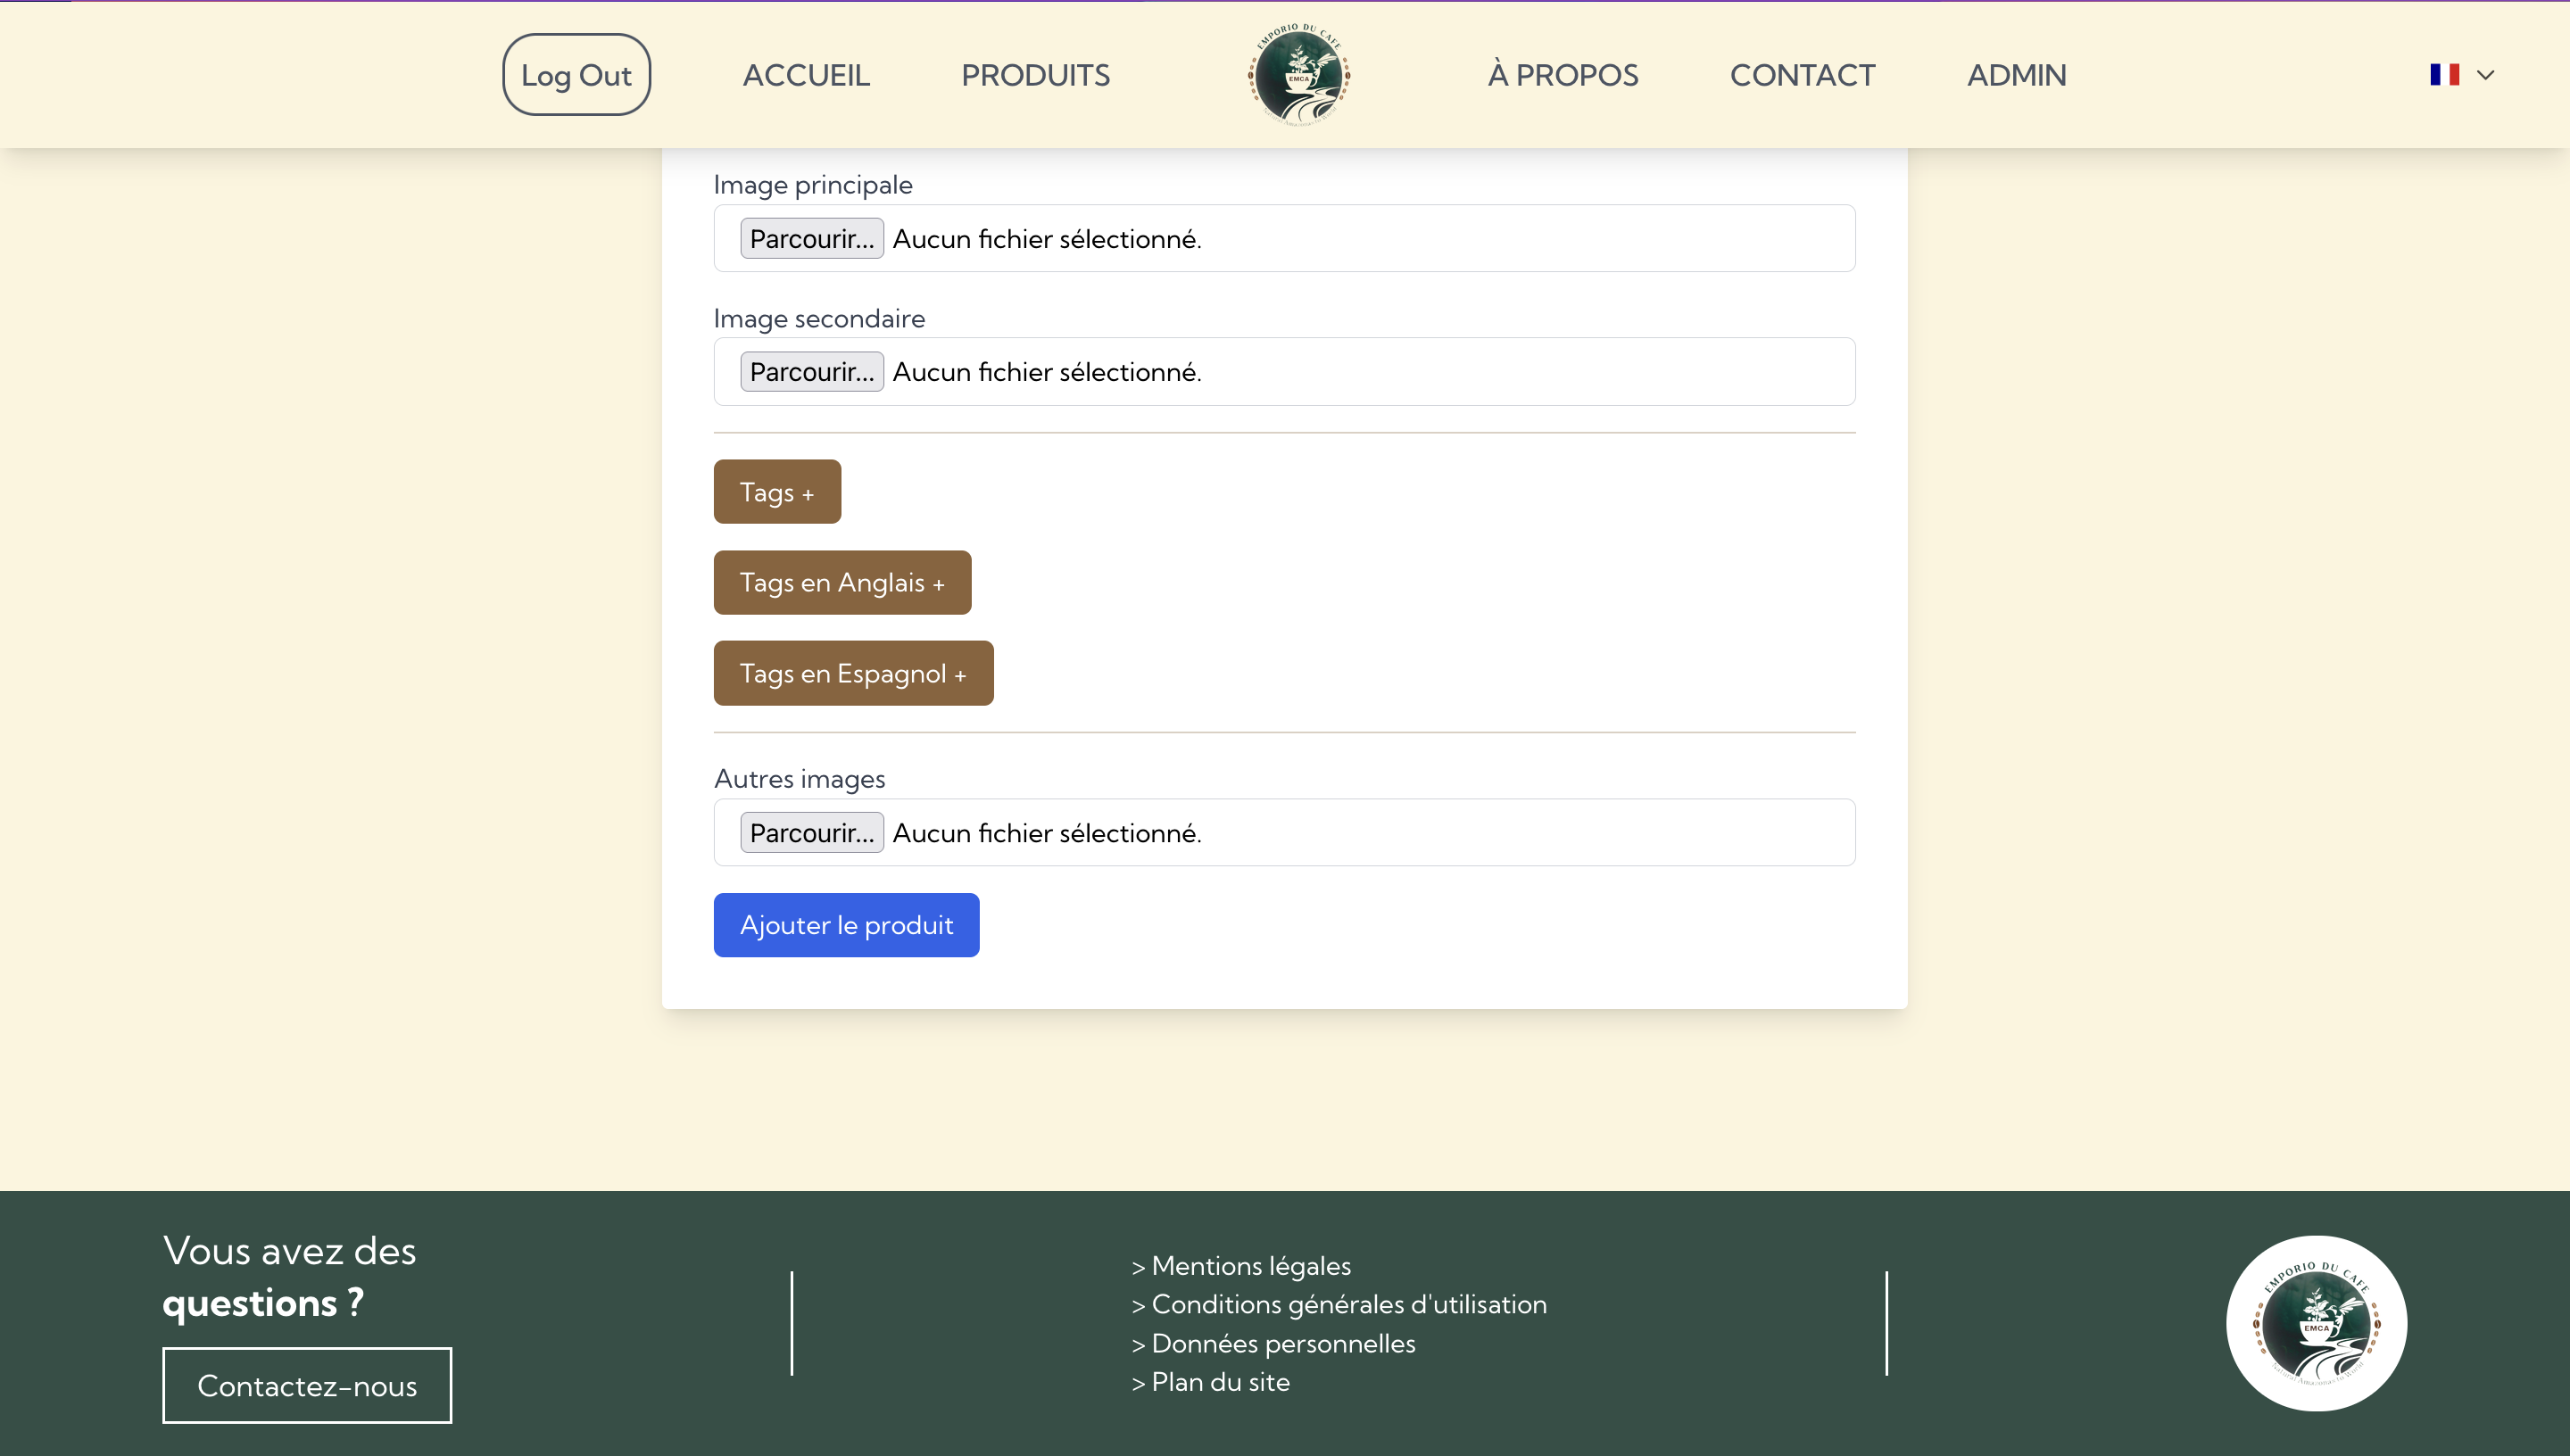 Log Out
ACCUEIL
PRODUITS
EMPORIO DU CAFE
EMCA
À PROPOS
CONTACT
ADMIN
Image principale
Parcourir... Aucun fichier sélectionné.
Image secondaire
Parcourir... Aucun fichier sélectionné.
Tags +
Tags en Anglais +
Tags en Espagnol +
Autres images
Parcourir... Aucun fichier sélectionné.
Ajouter le produit
Vous avez des
questions ?
Contactez-nous
> Mentions légales
> Conditions générales d'utilisation
> Données personnelles
> Plan du site
EMPORIO DU CAFE
EMCA